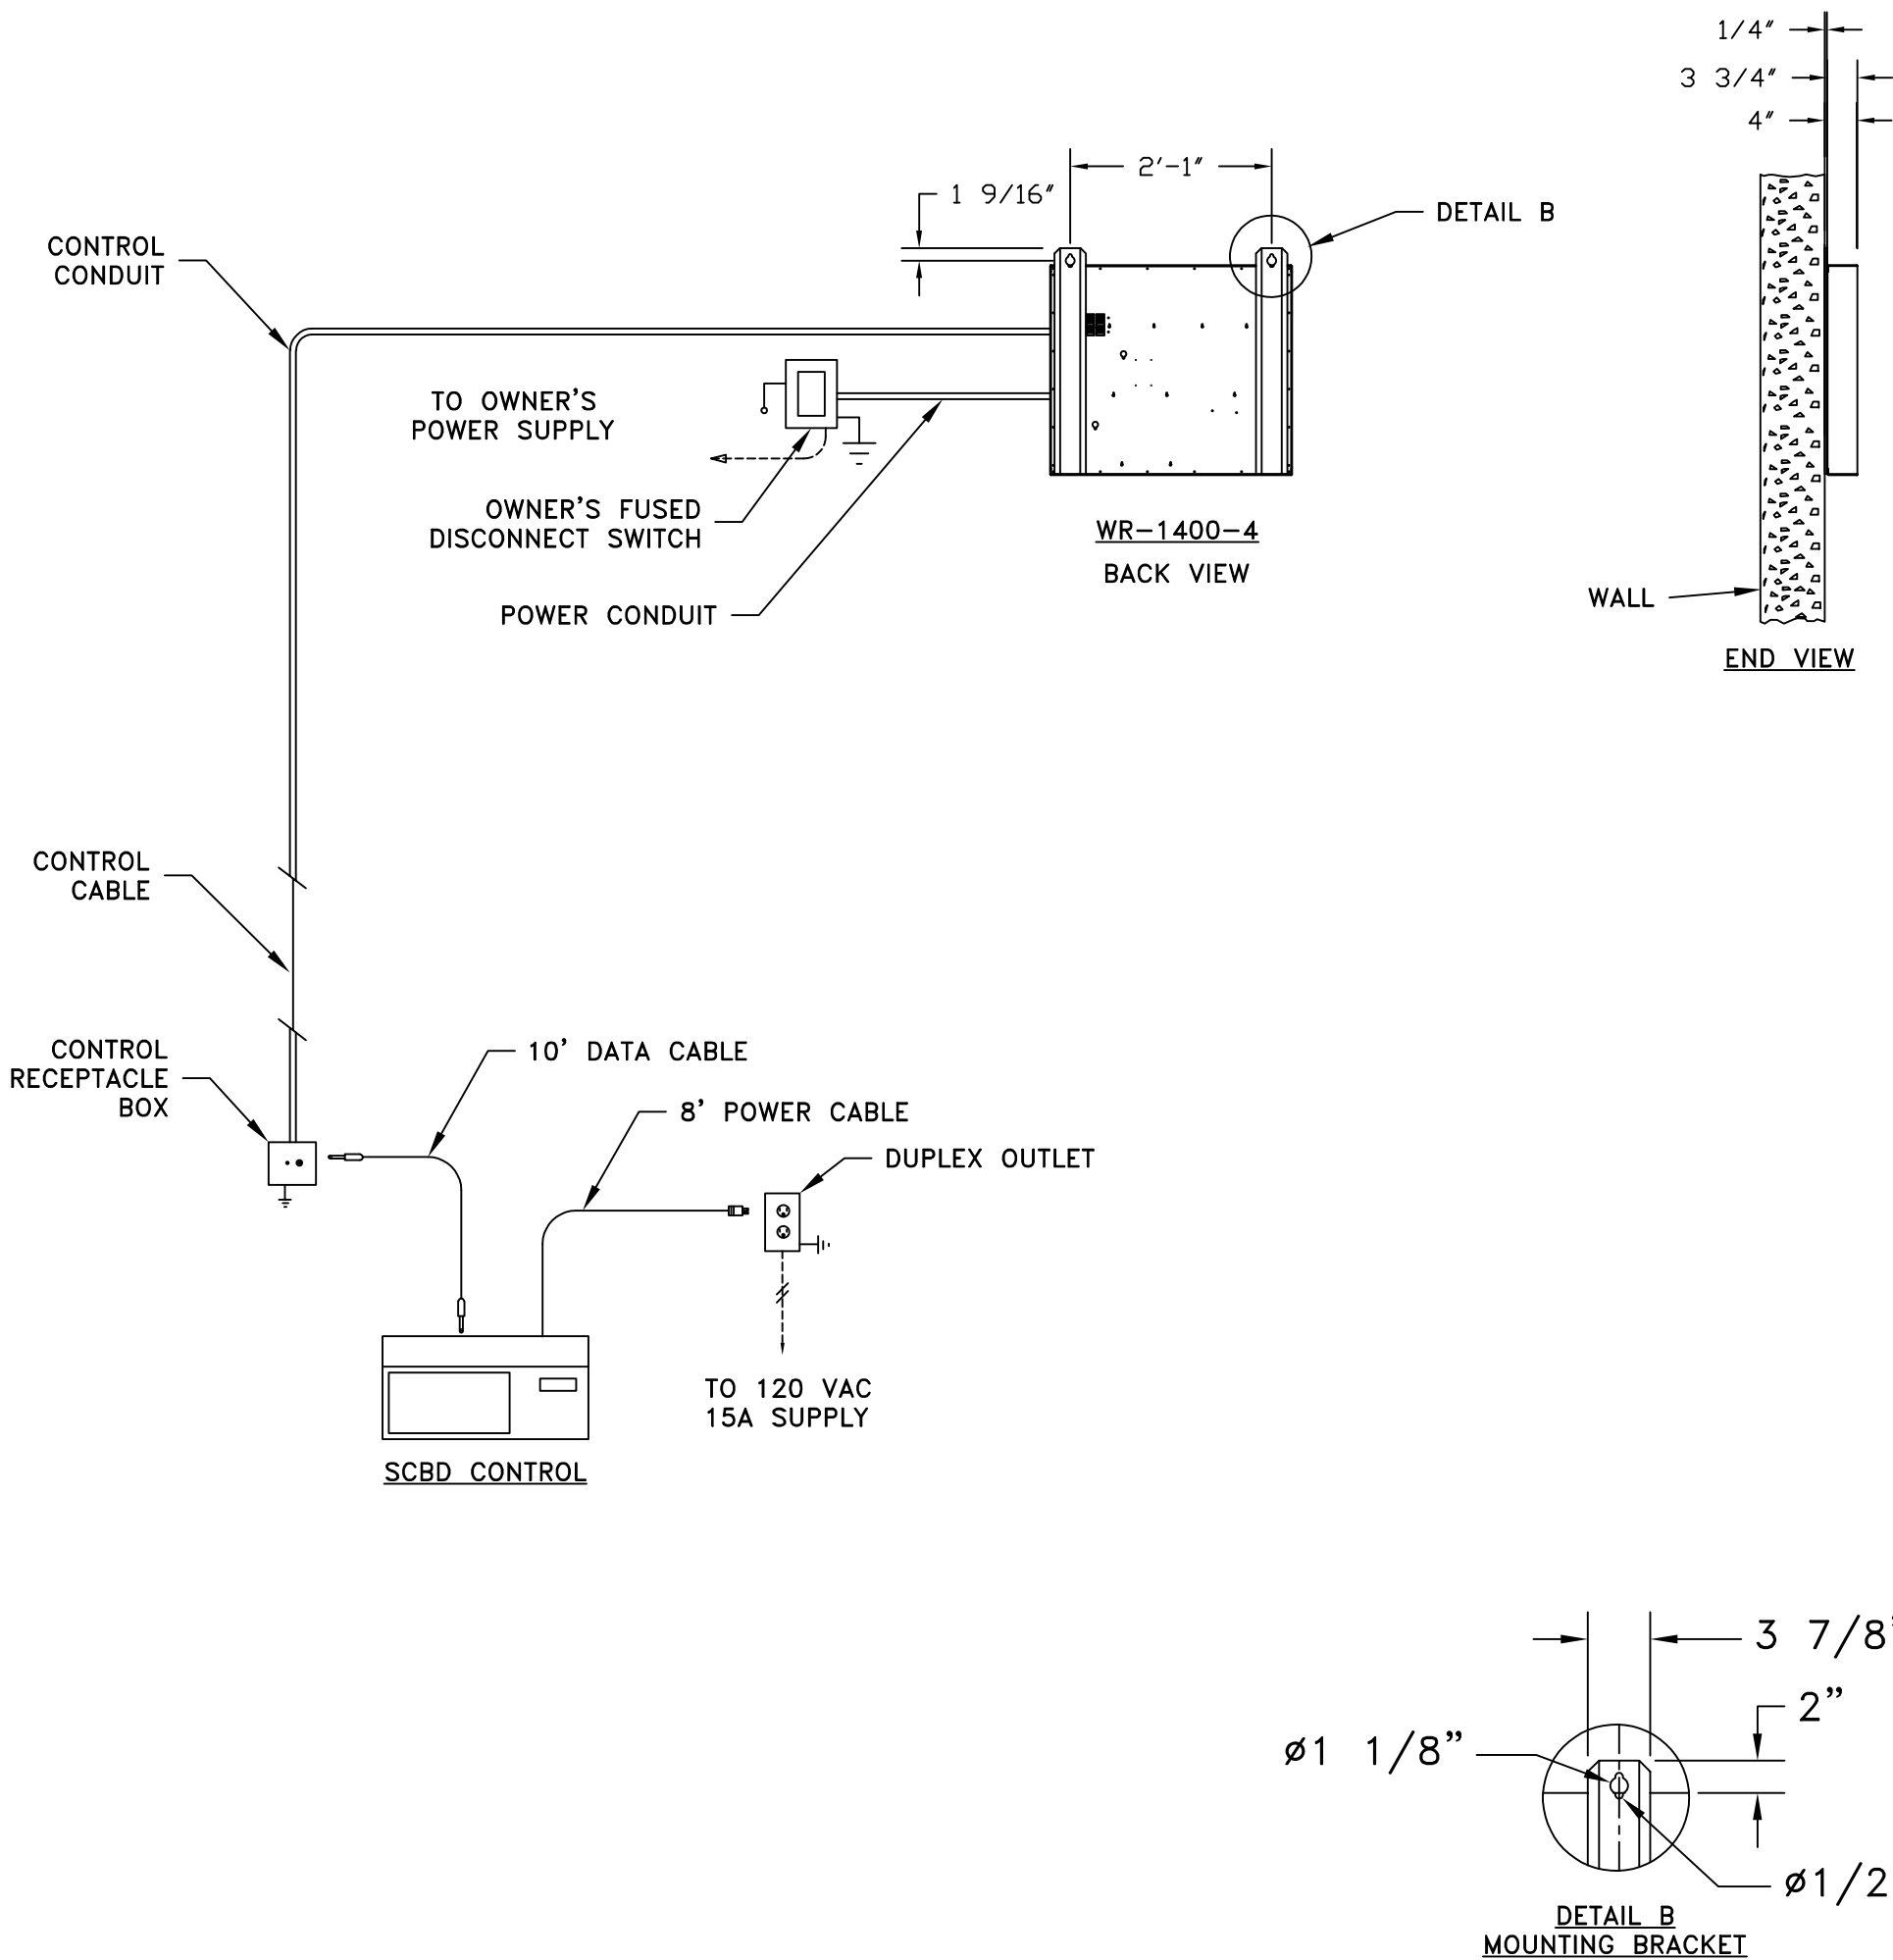 1/4"
3 3/4"
4"
2'-1"
1 9/16"
DETAIL B
CONTROL
CONDUIT
TO OWNER'S
POWER SUPPLY
OWNER'S FUSED
DISCONNECT SWITCH
WR-1400-4
BACK VIEW
POWER CONDUIT
WALL
END VIEW
CONTROL
CABLE
CONTROL
RECEPTACLE
BOX
10' DATA CABLE
8' POWER CABLE
DUPLEX OUTLET
TO 120 VAC
15A SUPPLY
SCBD CONTROL
3 7/8"
2"
ø1 1/8"
ø1/2
DETAIL B
MOUNTING BRACKET